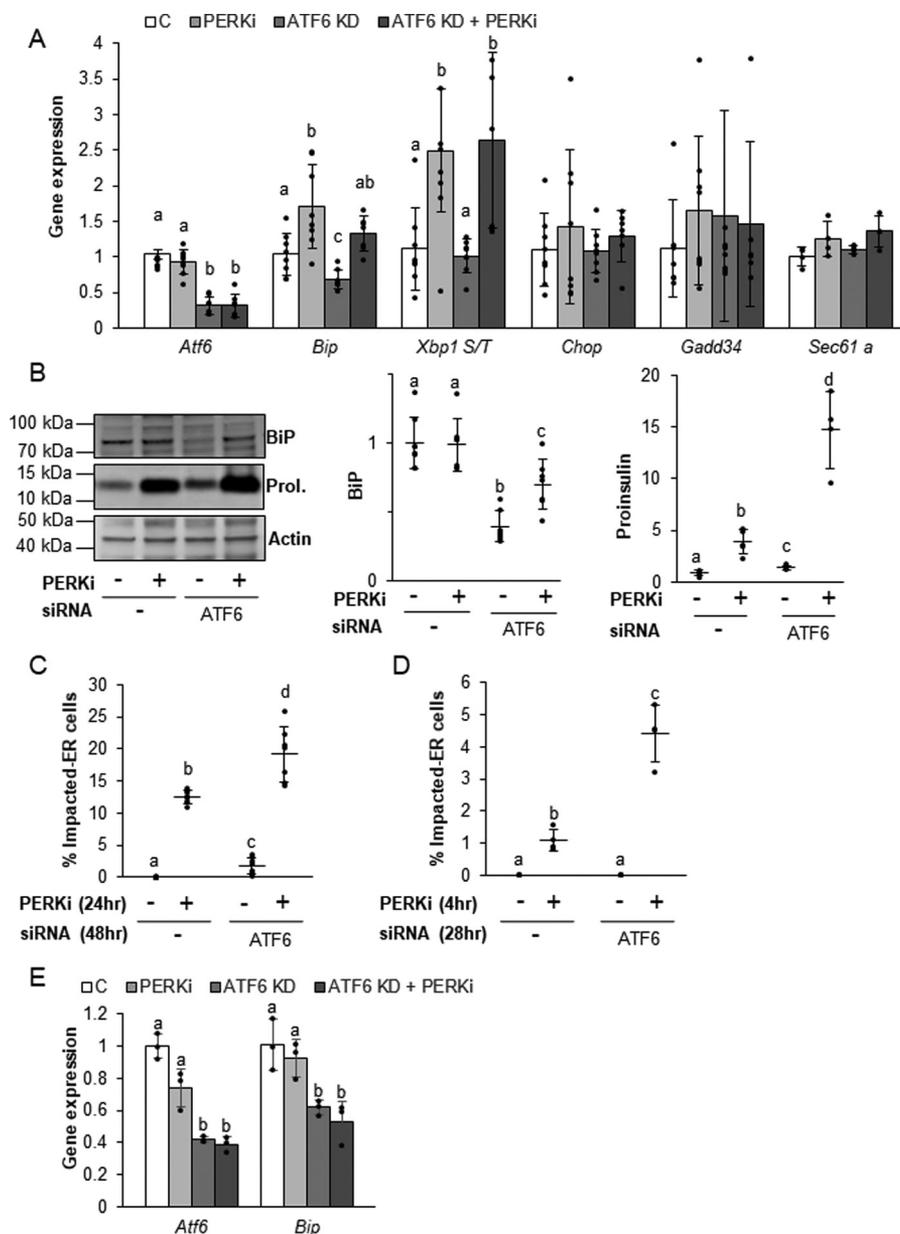 A
C PERKi ATF6 KD ATF6 KD + PERKi
Gene expression
4
3.5
3
2.5
2
1.5
1
0.5
0
a a b b
a b c ab
a b a b
Atf6 Bip Xbp1 S/T Chop Gadd34 Sec61 a
B
100 kDa
70 kDa
BiP
15 kDa
10 kDa
ProI.
50 kDa
40 kDa
Actin
PERKi - + - +
siRNA - ATF6
BiP
1
0
a a b c
PERKi - + - +
siRNA - ATF6
Proinsulin
20
15
10
5
0
a b c d
PERKi - + - +
siRNA - ATF6
C
% Impacted-ER cells
30
25
20
15
10
5
0
a b c d
PERKi (24hr) - + - +
siRNA (48hr) - ATF6
D
% Impacted-ER cells
6
5
4
3
2
1
0
a b a c
PERKi (4hr) - + - +
siRNA (28hr) - ATF6
E
C PERKi ATF6 KD ATF6 KD + PERKi
Gene expression
1.2
1
0.8
0.6
0.4
0.2
0
a a b b
a a b b
Atf6 Bip